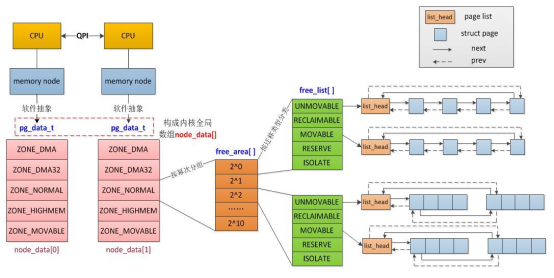 CPU
QPI
CPU
memory node
memory node
软件抽象
软件抽象
pg_data_t
pg_data_t
构成内核全局
数组node_data[]
ZONE_DMA
ZONE_DMA32
ZONE_NORMAL
ZONE_HIGHMEM
ZONE_MOVABLE
node_data[0]
ZONE_DMA
ZONE_DMA32
ZONE_NORMAL
ZONE_HIGHMEM
ZONE_MOVABLE
node_data[1]
按幂次分组
free_area[ ]
2^0
2^1
2^2
……
2^10
按迁移类型分类
free_list[ ]
UNMOVABLE
RECLAIMABLE
MOVABLE
RESERVE
ISOLATE
UNMOVABLE
RECLAIMABLE
MOVABLE
RESERVE
ISOLATE
list_head
list_head
list_head
list_head
list_head
page list
struct page
next
prev